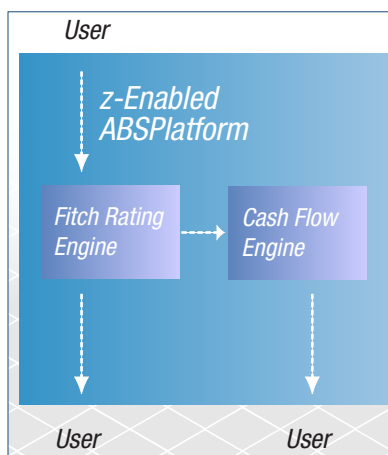 User
z-Enabled
ABSPlatform
Fitch Rating
Engine
Cash Flow
Engine
User
User